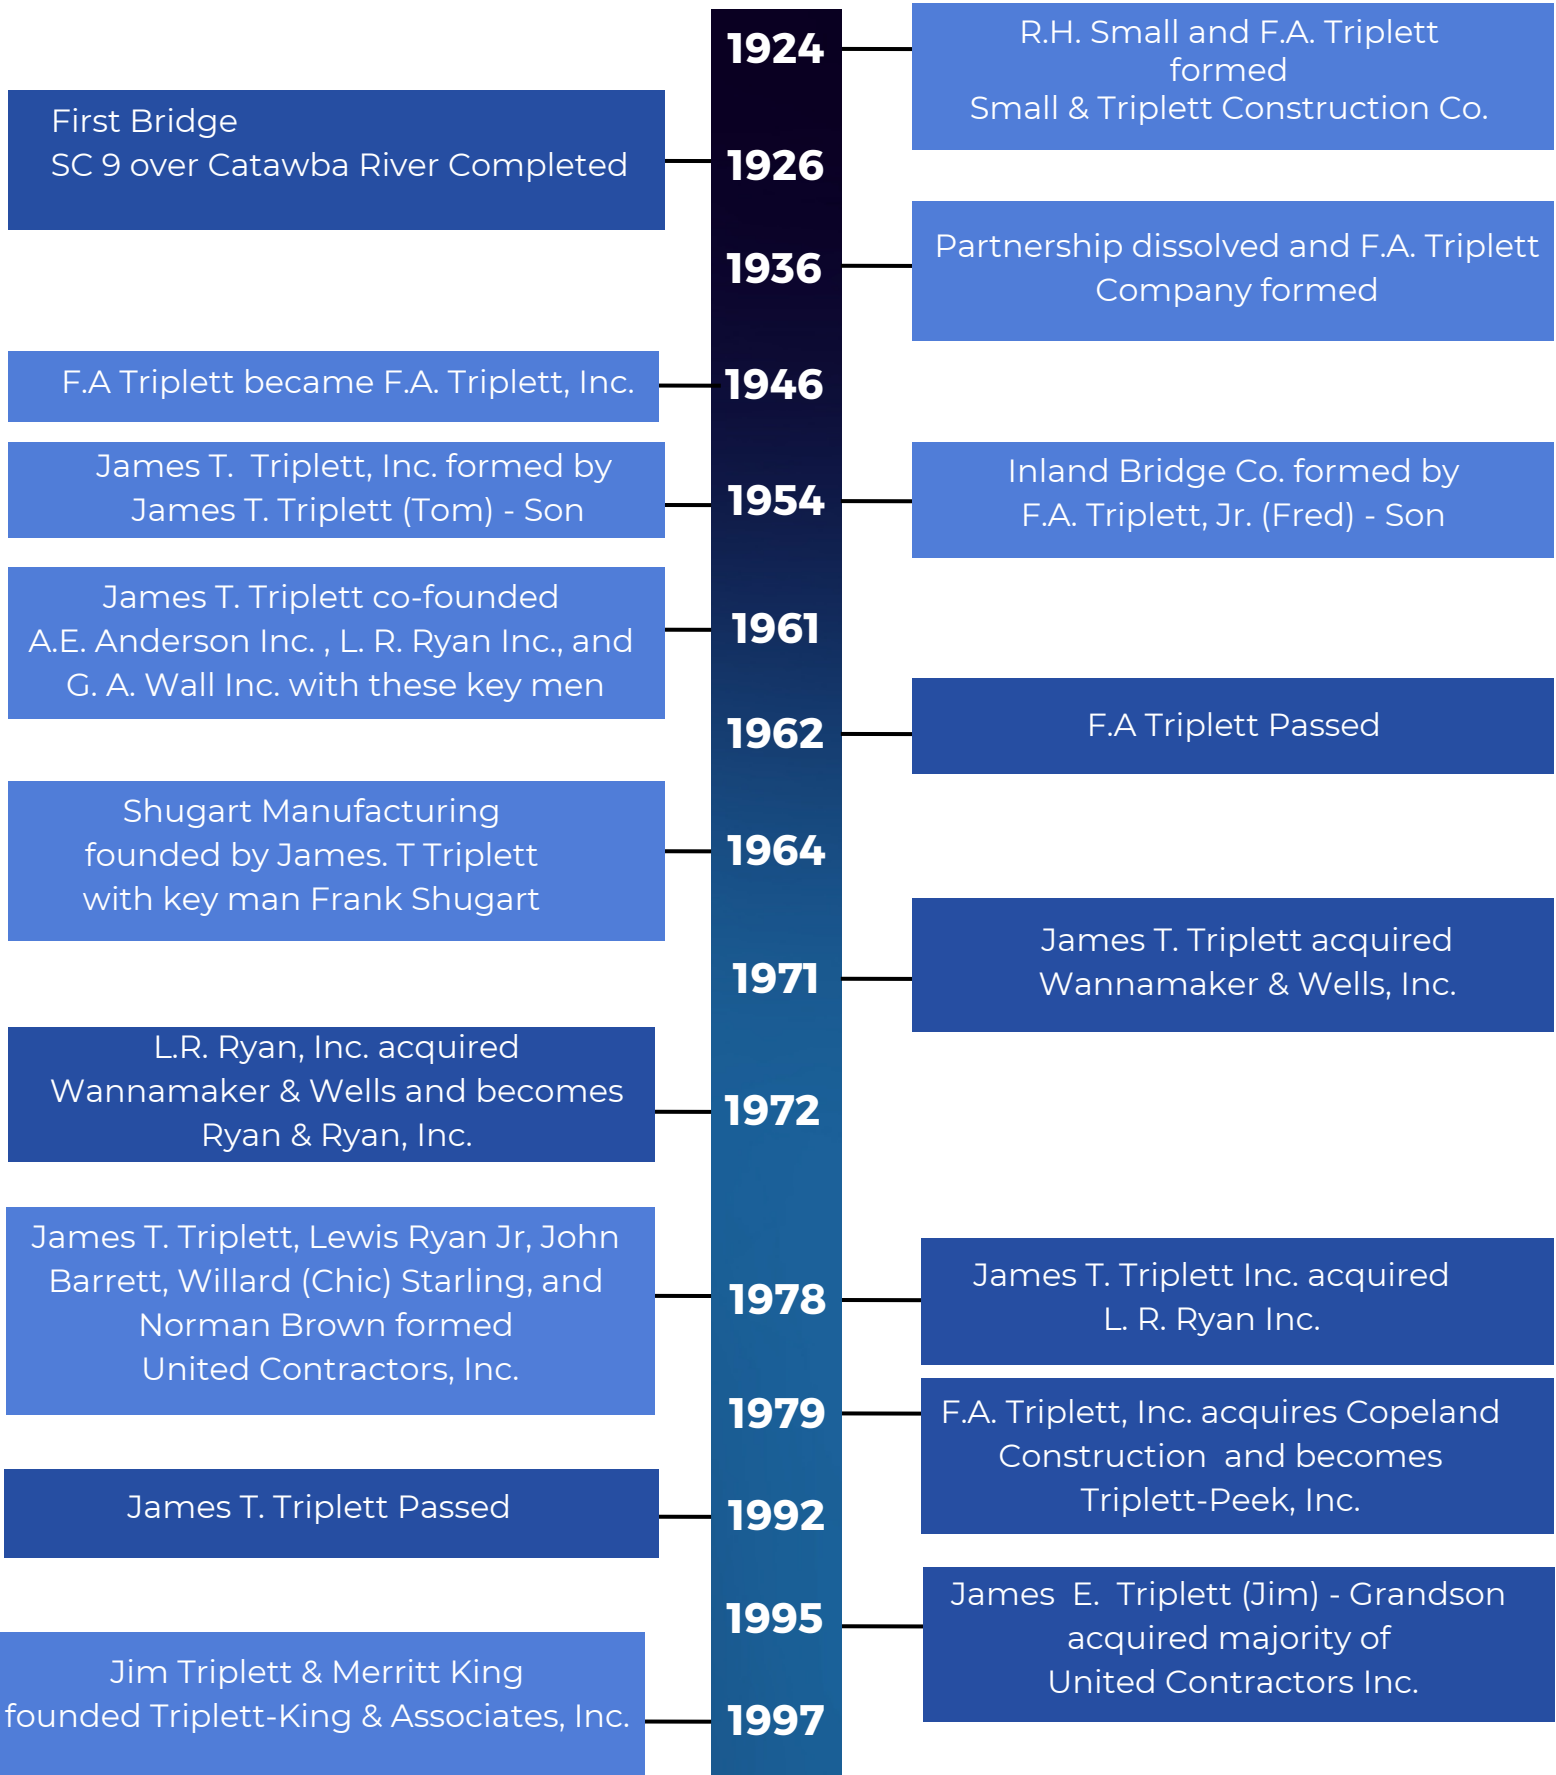 1924
R.H. Small and F.A. Triplett
formed
Small & Triplett Construction Co.
First Bridge
SC 9 over Catawba River Completed
1926
1936
Partnership dissolved and F.A. Triplett
Company formed
F.A Triplett became F.A. Triplett, Inc.
1946
James T.  Triplett, Inc. formed by
James T. Triplett (Tom) - Son
1954
Inland Bridge Co. formed by
F.A. Triplett, Jr. (Fred) - Son
James T. Triplett co-founded
A.E. Anderson Inc. , L. R. Ryan Inc., and
G. A. Wall Inc. with these key men
1961
1962
F.A Triplett Passed
Shugart Manufacturing
founded by James. T Triplett
with key man Frank Shugart
1964
1971
James T. Triplett acquired
Wannamaker & Wells, Inc.
L.R. Ryan, Inc. acquired
Wannamaker & Wells and becomes
Ryan & Ryan, Inc.
1972
James T. Triplett, Lewis Ryan Jr, John
Barrett, Willard (Chic) Starling, and
Norman Brown formed
United Contractors, Inc.
1978
James T. Triplett Inc. acquired
L. R. Ryan Inc.
1979
F.A. Triplett, Inc. acquires Copeland
Construction  and becomes
Triplett-Peek, Inc.
James T. Triplett Passed
1992
1995
James  E.  Triplett (Jim) - Grandson
acquired majority of
United Contractors Inc.
Jim Triplett & Merritt King
founded Triplett-King & Associates, Inc.
1997